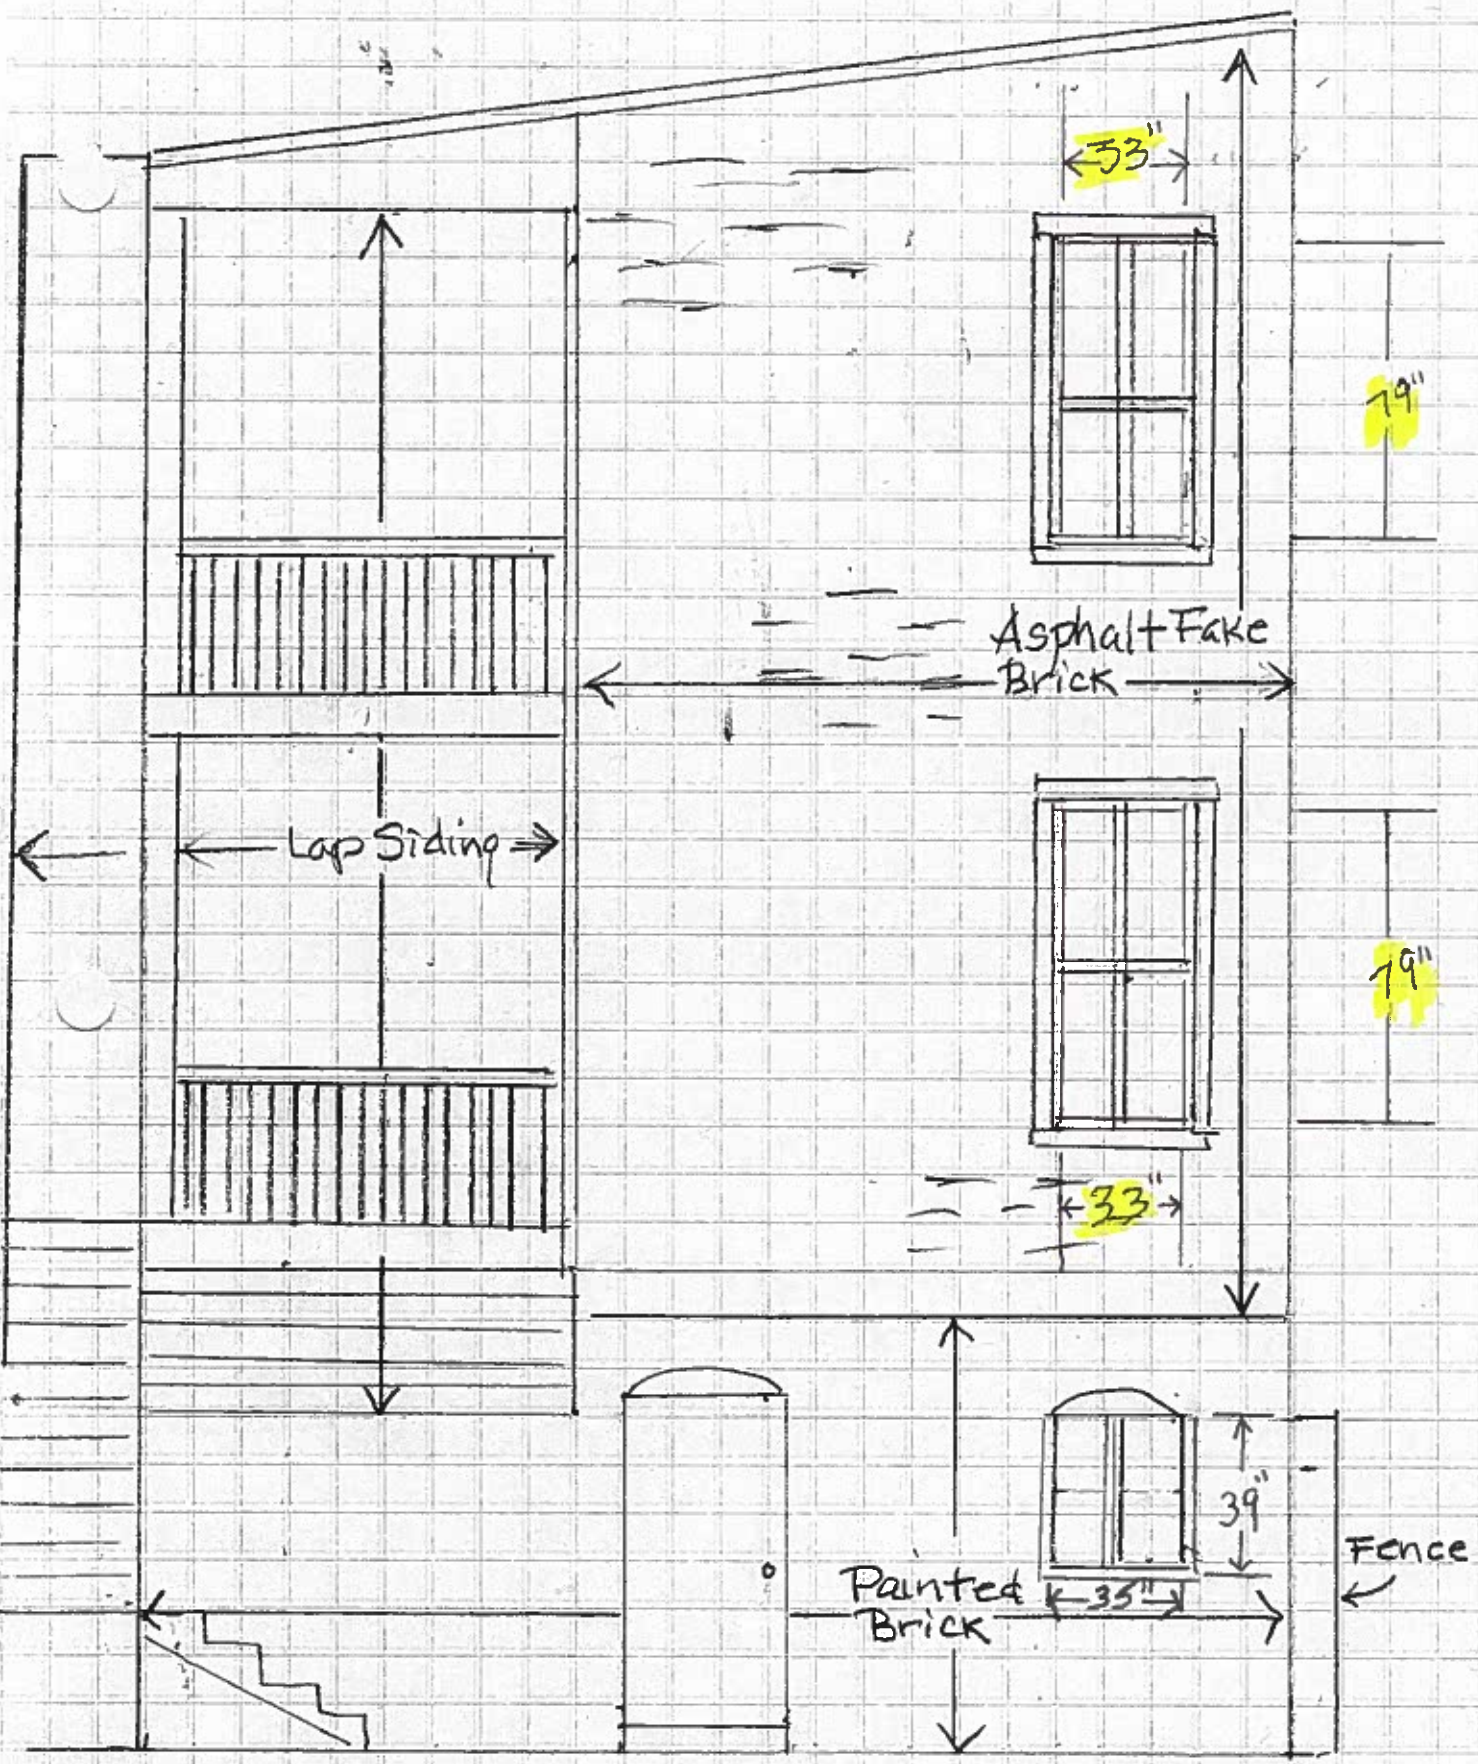 33"
79"
Asphalt Fake
Brick
Lap Siding
79"
33"
39"
Fence
Painted
Brick
35"